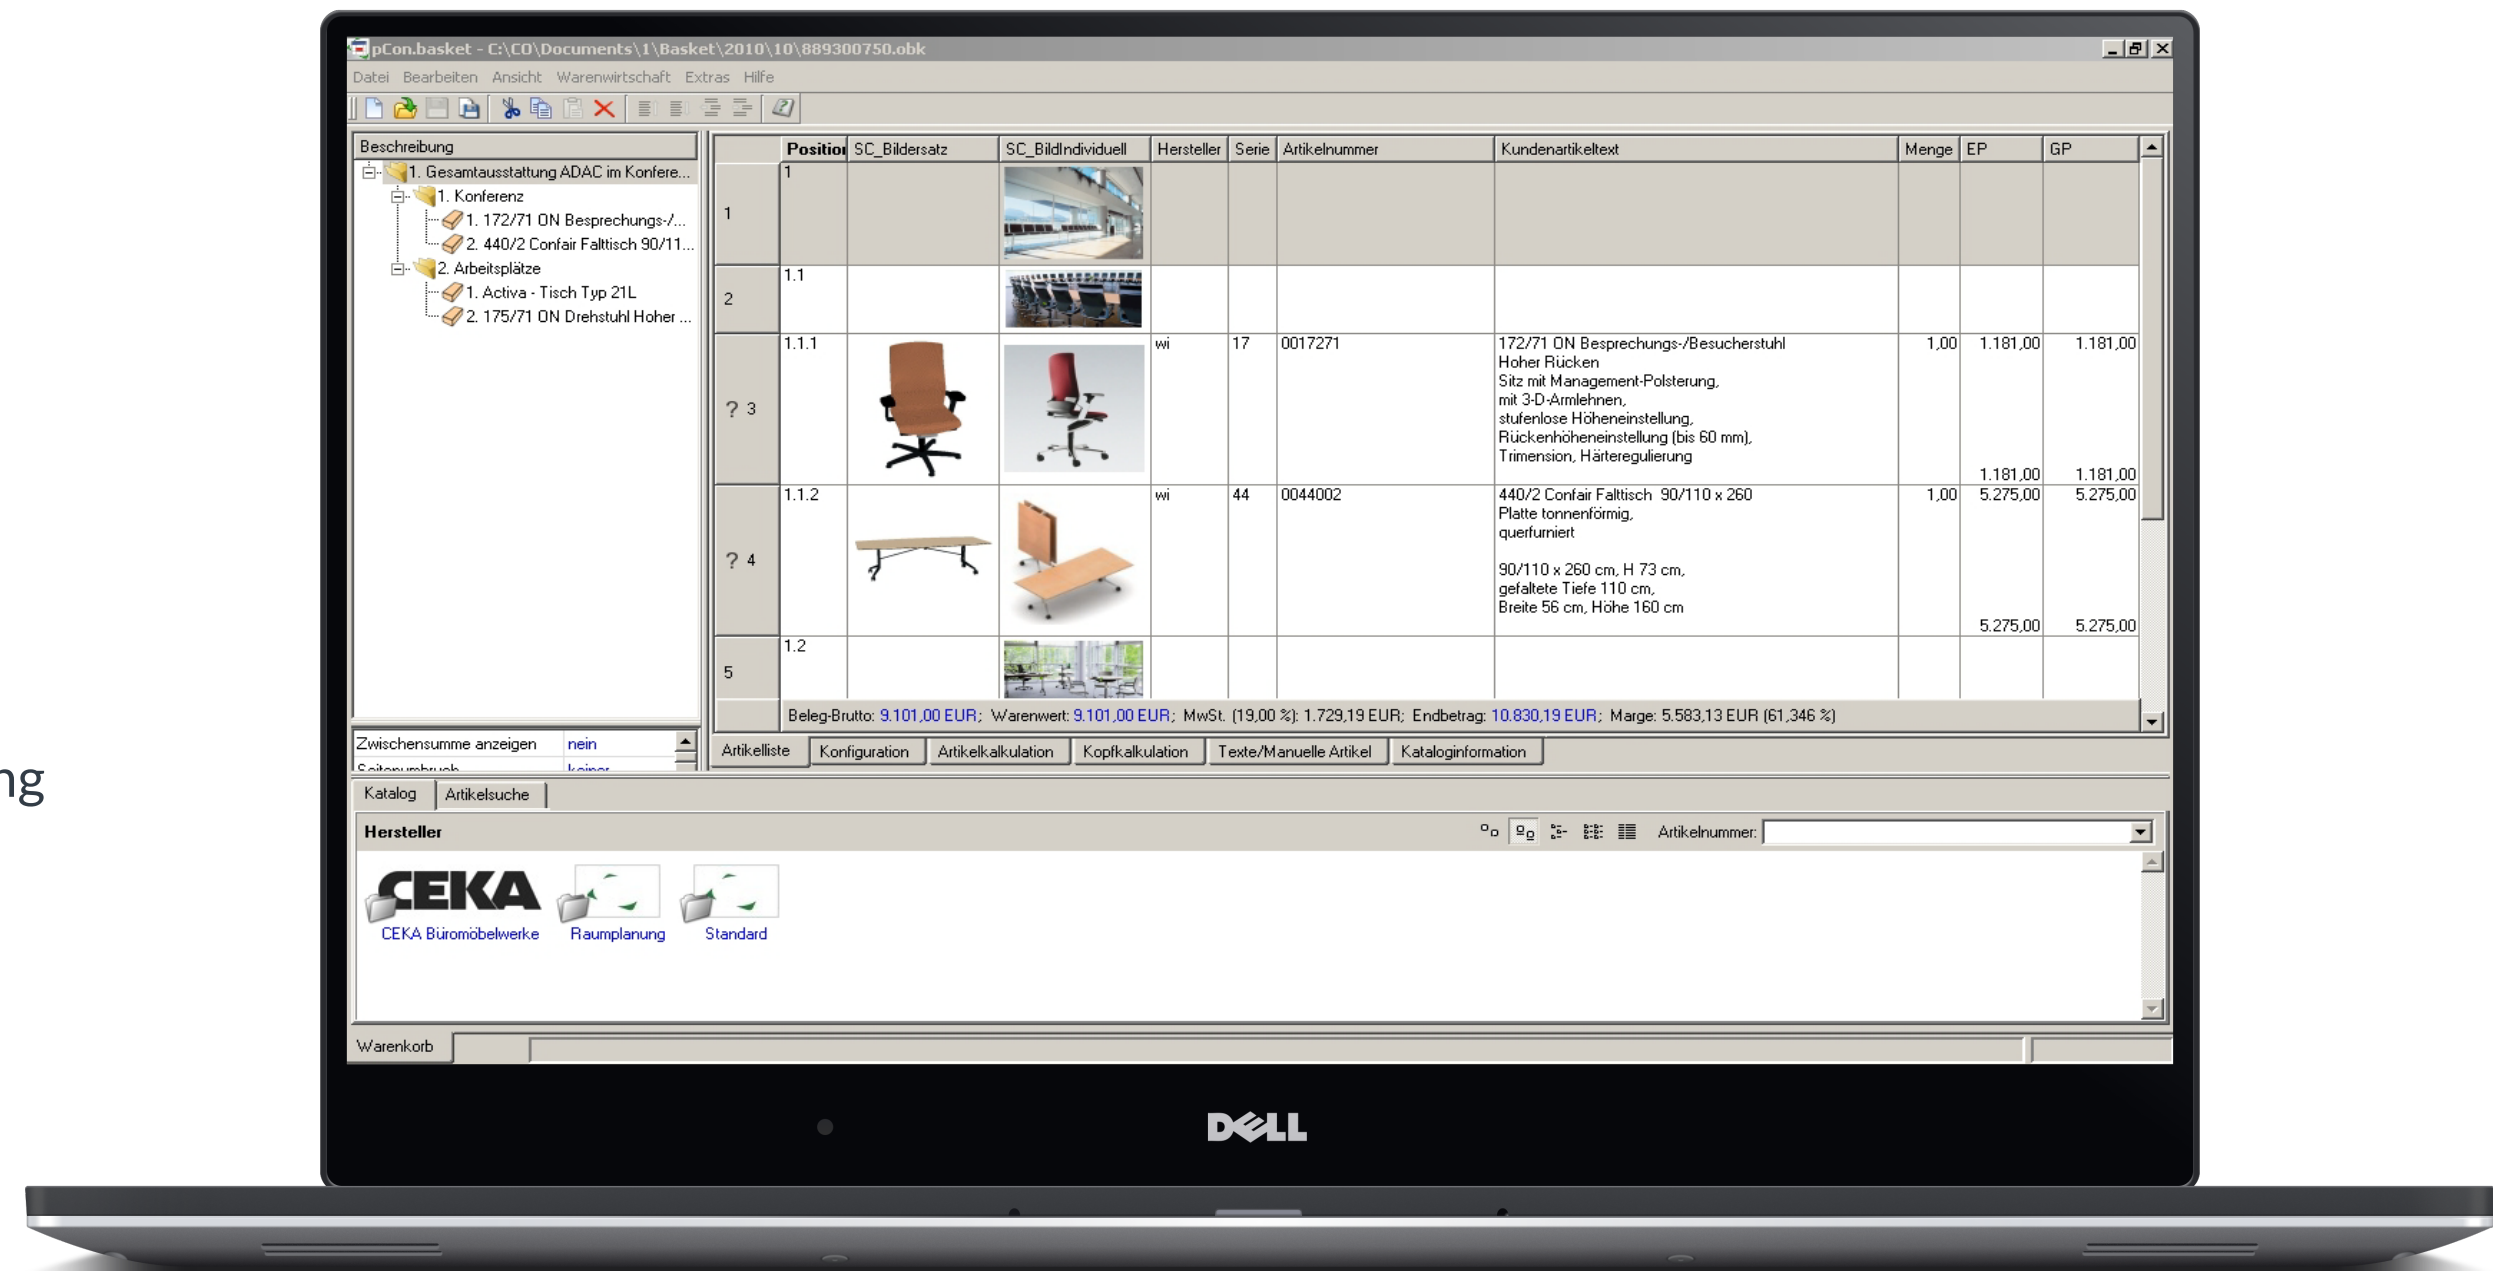 pCon.basket - C:\CO\Documents\1\Basket\2010\10\889300750.obk
Datei Bearbeiten Ansicht Warenwirtschaft Extras Hilfe
Beschreibung
1. Gesamtausstattung ADAC im Konfere...
1. Konferenz
1. 172/71 ON Besprechungs-/...
2. 440/2 Confair Falttisch 90/11...
2. Arbeitsplätze
1. Activa - Tisch Typ 21L
2. 175/71 ON Drehstuhl Hoher ...
Zwischensumme anzeigen nein
Seitenumbruch keiner
Position SC_Bildersatz SC_BildIndividuell Hersteller Serie Artikelnummer Kundenartikeltext Menge EP GP
1 1
2 1.1
? 3 1.1.1 wi 17 0017271 172/71 ON Besprechungs-/Besucherstuhl 1,00 1.181,00 1.181,00
Hoher Rücken
Sitz mit Management-Polsterung,
mit 3-D-Armlehnen,
stufenlose Höheneinstellung,
Rückenhöheneinstellung (bis 60 mm),
Trimension, Härteregulierung
1.181,00 1.181,00
? 4 1.1.2 wi 44 0044002 440/2 Confair Falttisch 90/110 x 260 1,00 5.275,00 5.275,00
Platte tonnenförmig,
querfurniert
90/110 x 260 cm, H 73 cm,
gefaltete Tiefe 110 cm,
Breite 56 cm, Höhe 160 cm
5.275,00 5.275,00
5 1.2
Beleg-Brutto: 9.101,00 EUR; Warenwert: 9.101,00 EUR; MwSt. (19,00 %): 1.729,19 EUR; Endbetrag: 10.830,19 EUR; Marge: 5.583,13 EUR (61,346 %)
Artikelliste Konfiguration Artikelkalkulation Kopfkalkulation Texte/Manuelle Artikel Kataloginformation
ng
Katalog Artikelsuche
Hersteller Artikelnummer:
CEKA
CEKA Büromöbelwerke Raumplanung Standard
Warenkorb
DELL